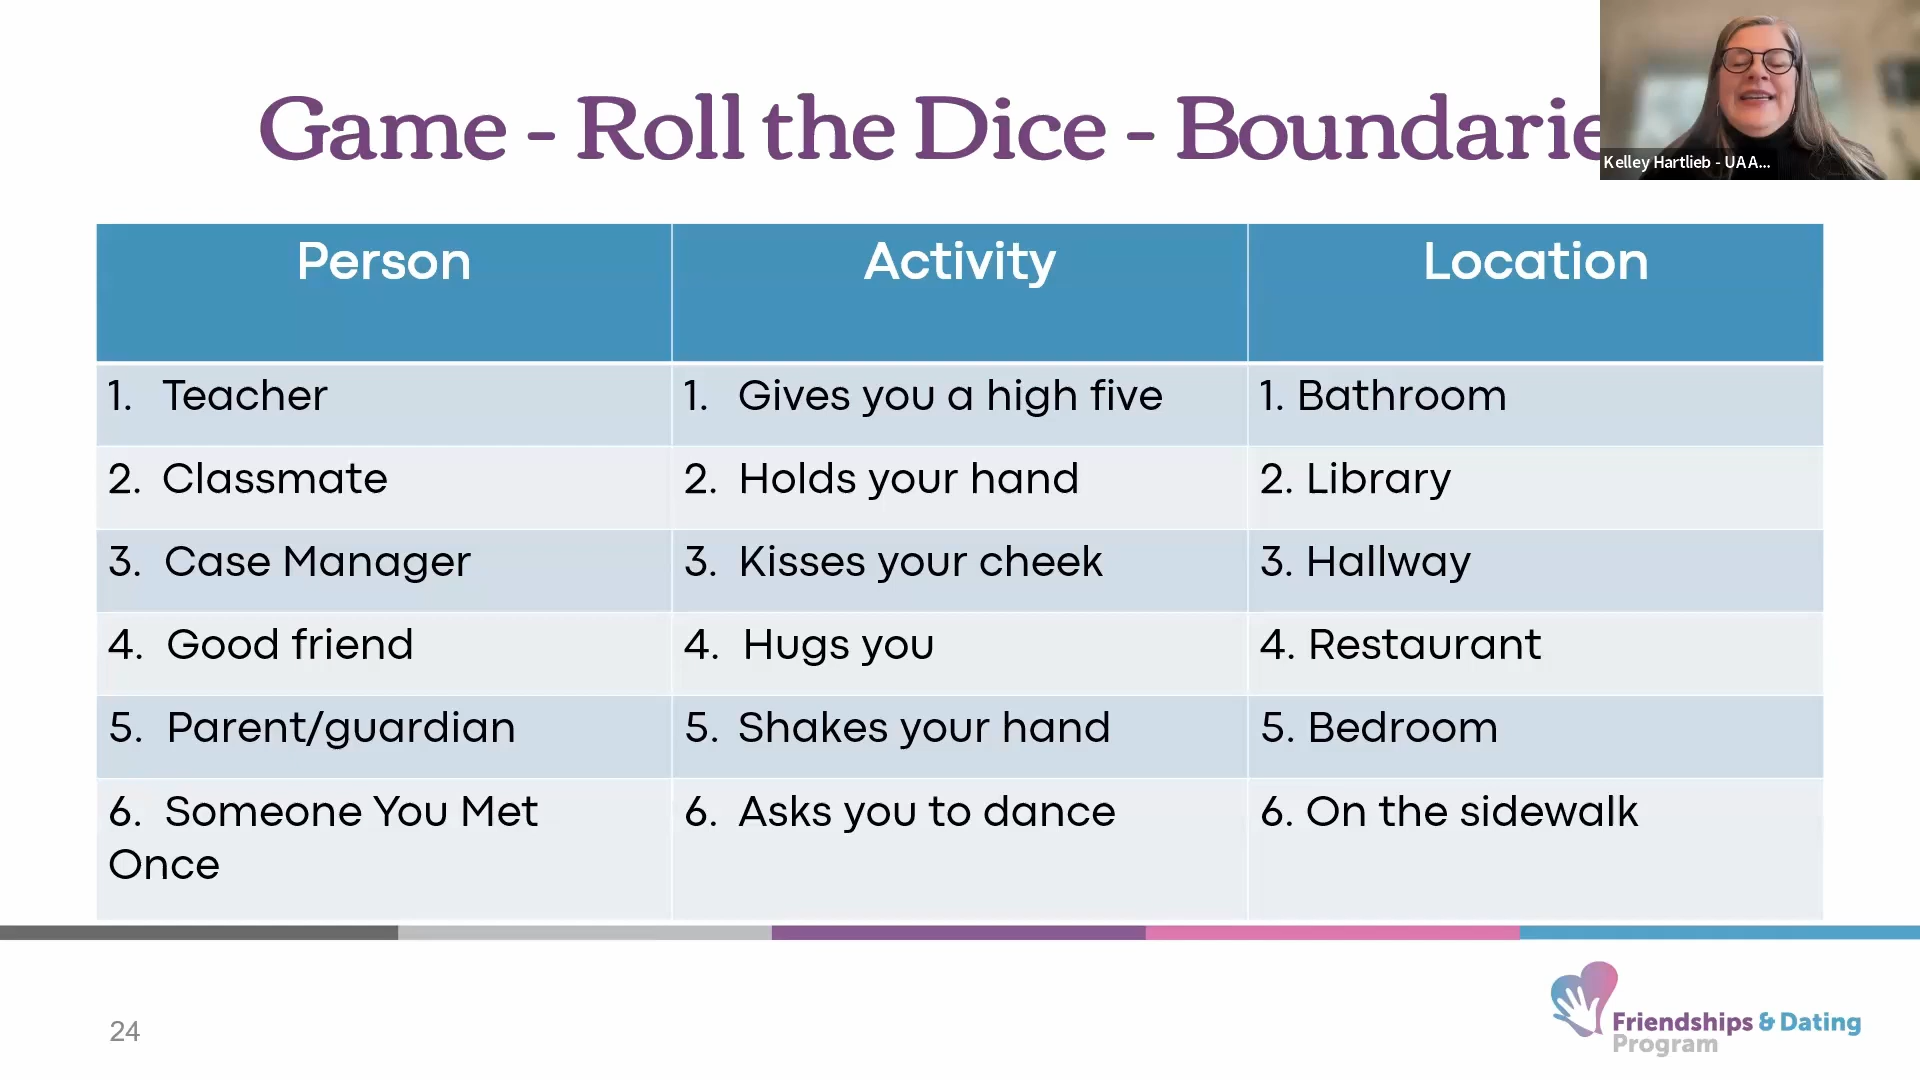 Game - Roll the Dice - Boundarie
Kelley Hartlieb - UAA...
Person
Activity
Location
1. Teacher
1. Gives you a high five
1. Bathroom
2. Classmate
2. Holds your hand
2. Library
3. Case Manager
3. Kisses your cheek
3. Hallway
4. Good friend
4. Hugs you
4. Restaurant
5. Parent/guardian
5. Shakes your hand
5. Bedroom
6. Someone You Met
Once
6. Asks you to dance
6. On the sidewalk
24
Friendships & Dating
Program